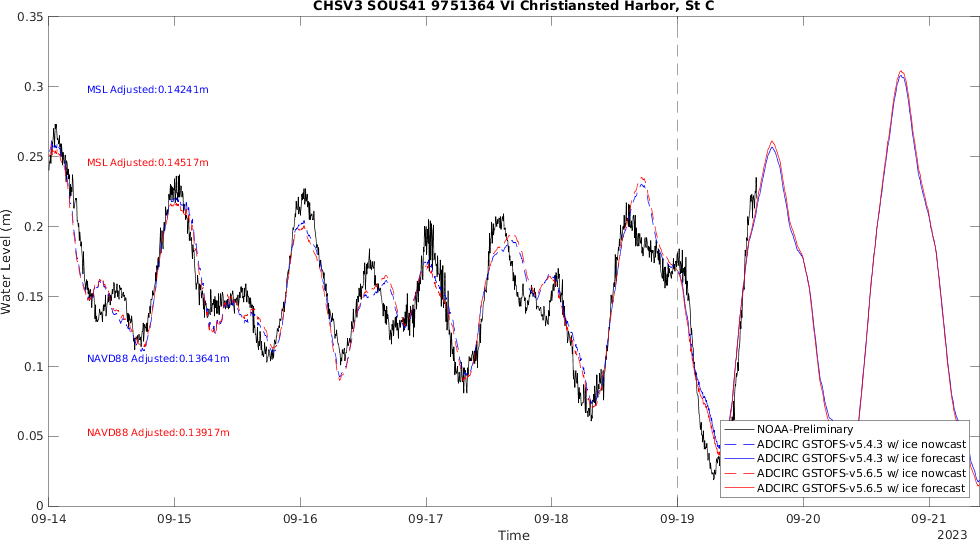 CHSV3 SOUS41 9751364 VI Christiansted Harbor, St C
0.35
0.3
0.25
0.2
0.15
0.1
0.05
0
Water Level (m)
MSL Adjusted:0.14241m
MSL Adjusted:0.14517m
NAVD88 Adjusted:0.13641m
NAVD88 Adjusted:0.13917m
NOAA-Preliminary
ADCIRC GSTOFS-v5.4.3 w/ ice nowcast
ADCIRC GSTOFS-v5.4.3 w/ ice forecast
ADCIRC GSTOFS-v5.6.5 w/ ice nowcast
ADCIRC GSTOFS-v5.6.5 w/ ice forecast
09-14 09-15 09-16 09-17 09-18 09-19 09-20 09-21
Time
2023